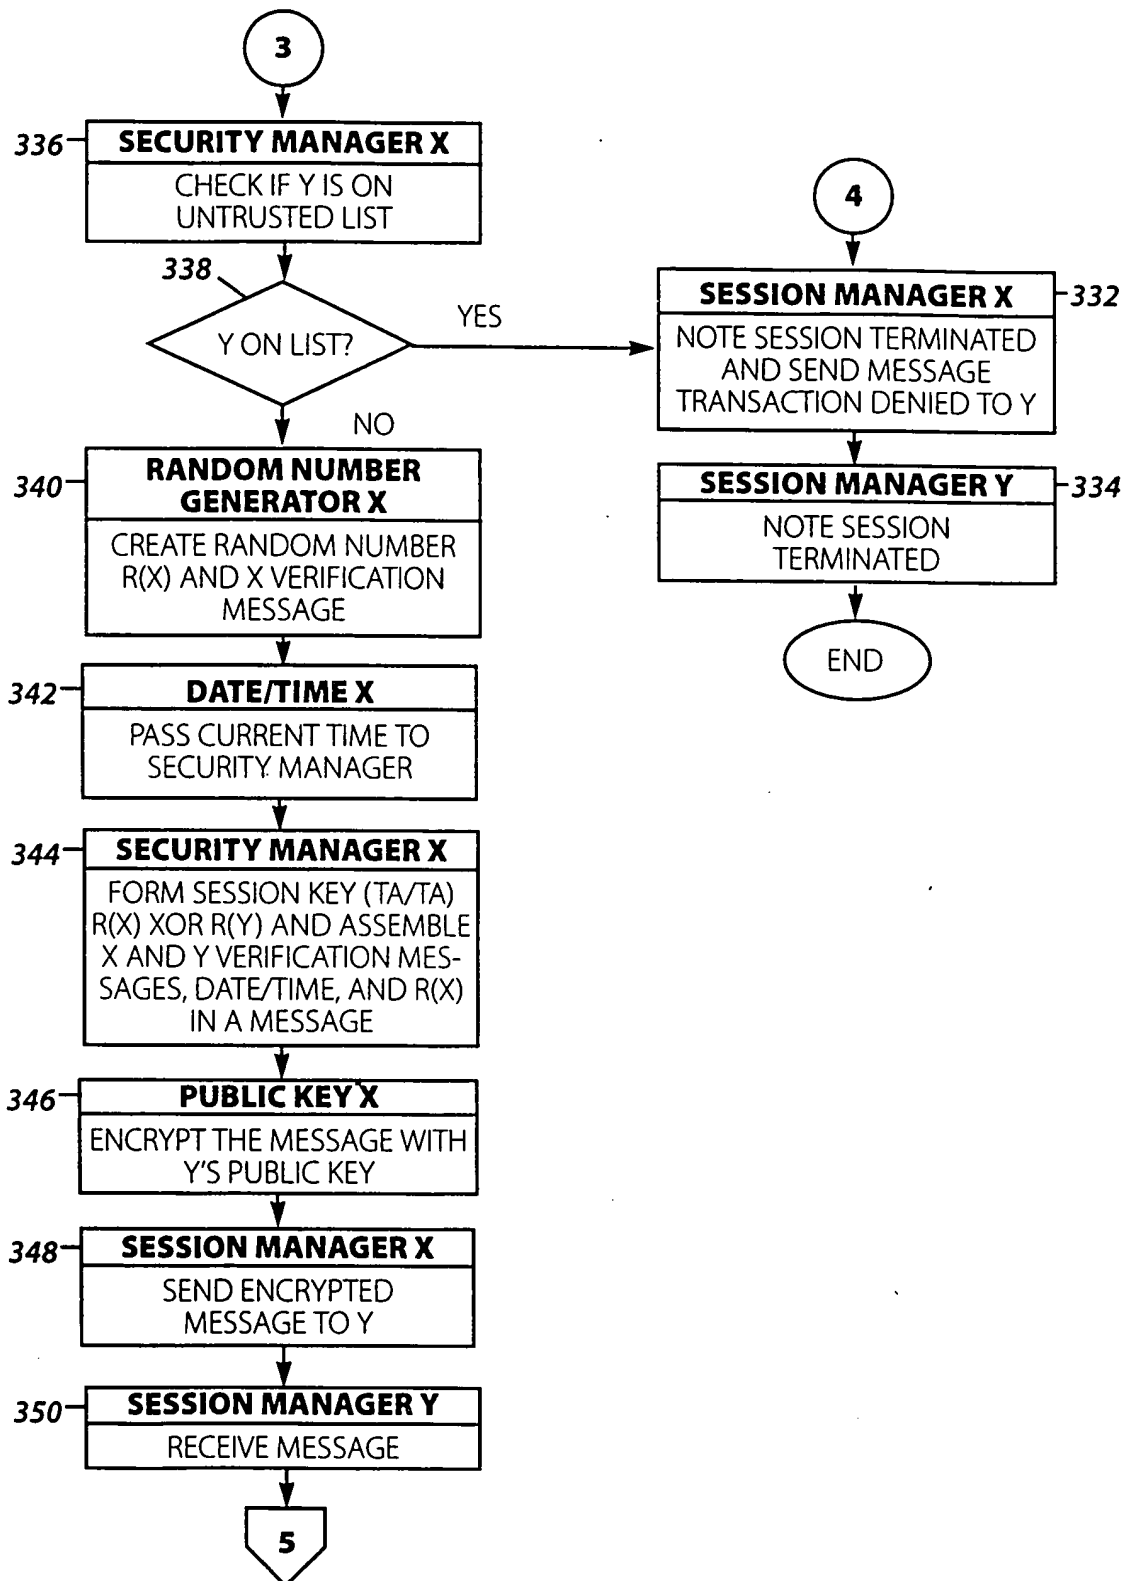 3
336
SECURITY MANAGER X
CHECK IF Y IS ON
UNTRUSTED LIST
338
Y ON LIST?
YES
NO
340
RANDOM NUMBER
GENERATOR X
CREATE RANDOM NUMBER
R(X) AND X VERIFICATION
MESSAGE
342
DATE/TIME X
PASS CURRENT TIME TO
SECURITY MANAGER
344
SECURITY MANAGER X
FORM SESSION KEY (TA/TA)
R(X) XOR R(Y) AND ASSEMBLE
X AND Y VERIFICATION MES-
SAGES, DATE/TIME, AND R(X)
IN A MESSAGE
346
PUBLIC KEY X
ENCRYPT THE MESSAGE WITH
Y'S PUBLIC KEY
348
SESSION MANAGER X
SEND ENCRYPTED
MESSAGE TO Y
350
SESSION MANAGER Y
RECEIVE MESSAGE
5
4
SESSION MANAGER X
332
NOTE SESSION TERMINATED
AND SEND MESSAGE
TRANSACTION DENIED TO Y
SESSION MANAGER Y
334
NOTE SESSION
TERMINATED
END